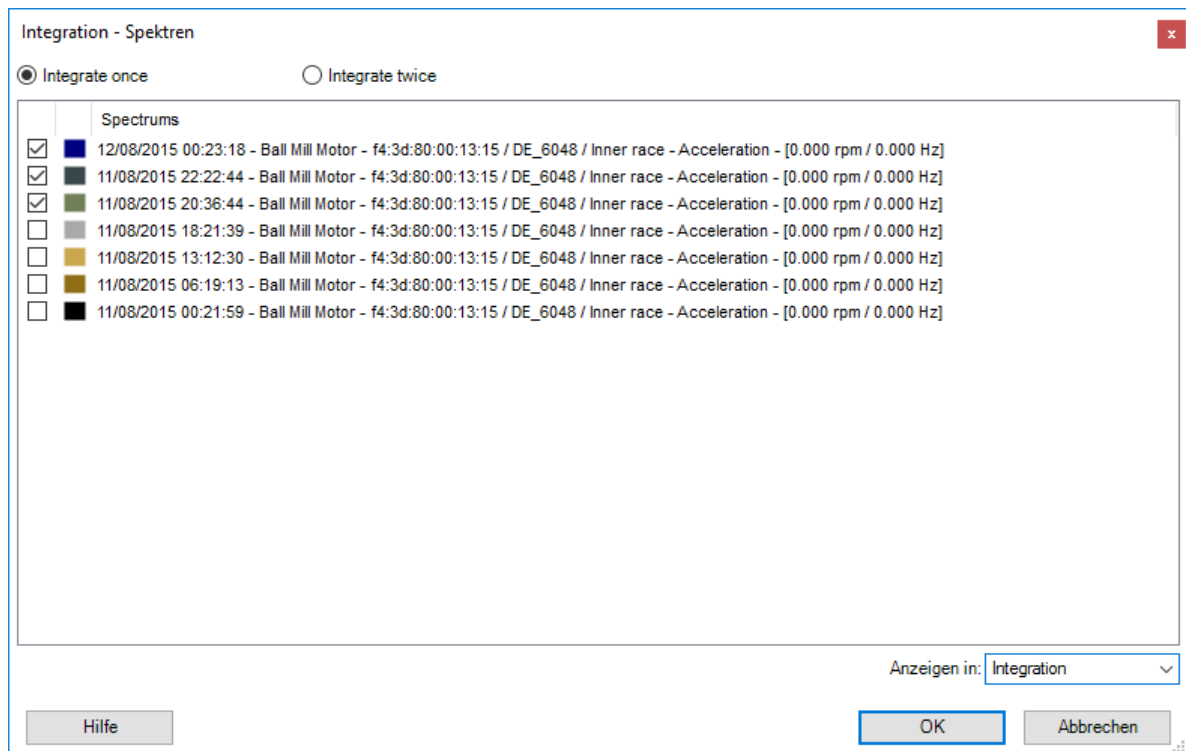 Integration - Spektren
x
Integrate once Integrate twice
Spectrums
12/08/2015 00:23:18 - Ball Mill Motor - f4:3d:80:00:13:15 / DE_6048 / Inner race - Acceleration - [0.000 rpm / 0.000 Hz]
11/08/2015 22:22:44 - Ball Mill Motor - f4:3d:80:00:13:15 / DE_6048 / Inner race - Acceleration - [0.000 rpm / 0.000 Hz]
11/08/2015 20:36:44 - Ball Mill Motor - f4:3d:80:00:13:15 / DE_6048 / Inner race - Acceleration - [0.000 rpm / 0.000 Hz]
11/08/2015 18:21:39 - Ball Mill Motor - f4:3d:80:00:13:15 / DE_6048 / Inner race - Acceleration - [0.000 rpm / 0.000 Hz]
11/08/2015 13:12:30 - Ball Mill Motor - f4:3d:80:00:13:15 / DE_6048 / Inner race - Acceleration - [0.000 rpm / 0.000 Hz]
11/08/2015 06:19:13 - Ball Mill Motor - f4:3d:80:00:13:15 / DE_6048 / Inner race - Acceleration - [0.000 rpm / 0.000 Hz]
11/08/2015 00:21:59 - Ball Mill Motor - f4:3d:80:00:13:15 / DE_6048 / Inner race - Acceleration - [0.000 rpm / 0.000 Hz]
Anzeigen in: Integration
Hilfe OK Abbrechen